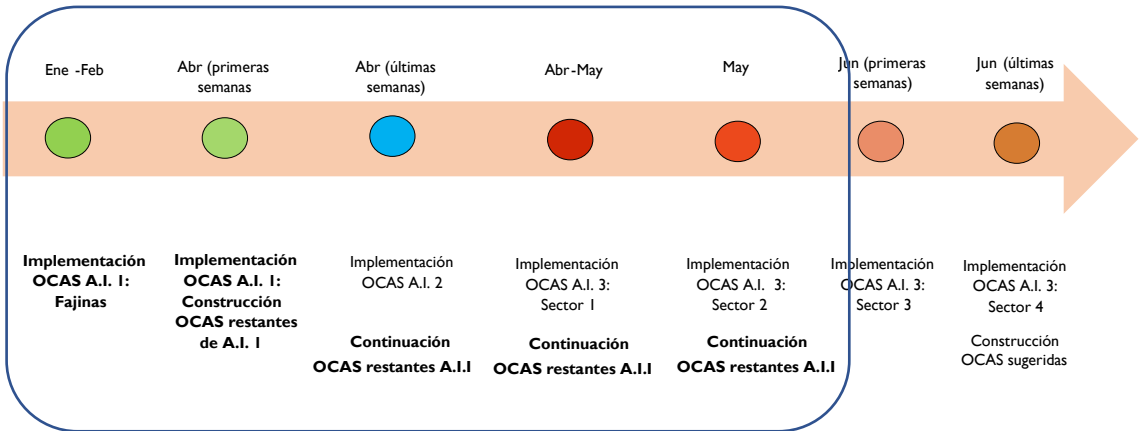 Ene -Feb
Abr (primeras
semanas
Abr (últimas
semanas)
Abr-May
May
Jun (primeras
semanas)
Jun (últimas
semanas)
Implementación
OCAS A.I. 1:
Fajinas
Implementación
OCAS A.I. 1:
Construcción
OCAS restantes
de A.I. 1
Implementación
OCAS A.I. 2
Continuación
OCAS restantes A.I.I
Implementación
OCAS A.I. 3:
Sector 1
Continuación
OCAS restantes A.I.I
Implementación
OCAS A.I. 3:
Sector 2
Continuación
OCAS restantes A.I.I
Implementación
OCAS A.I. 3:
Sector 3
Implementación
OCAS A.I. 3:
Sector 4
Construcción
OCAS sugeridas